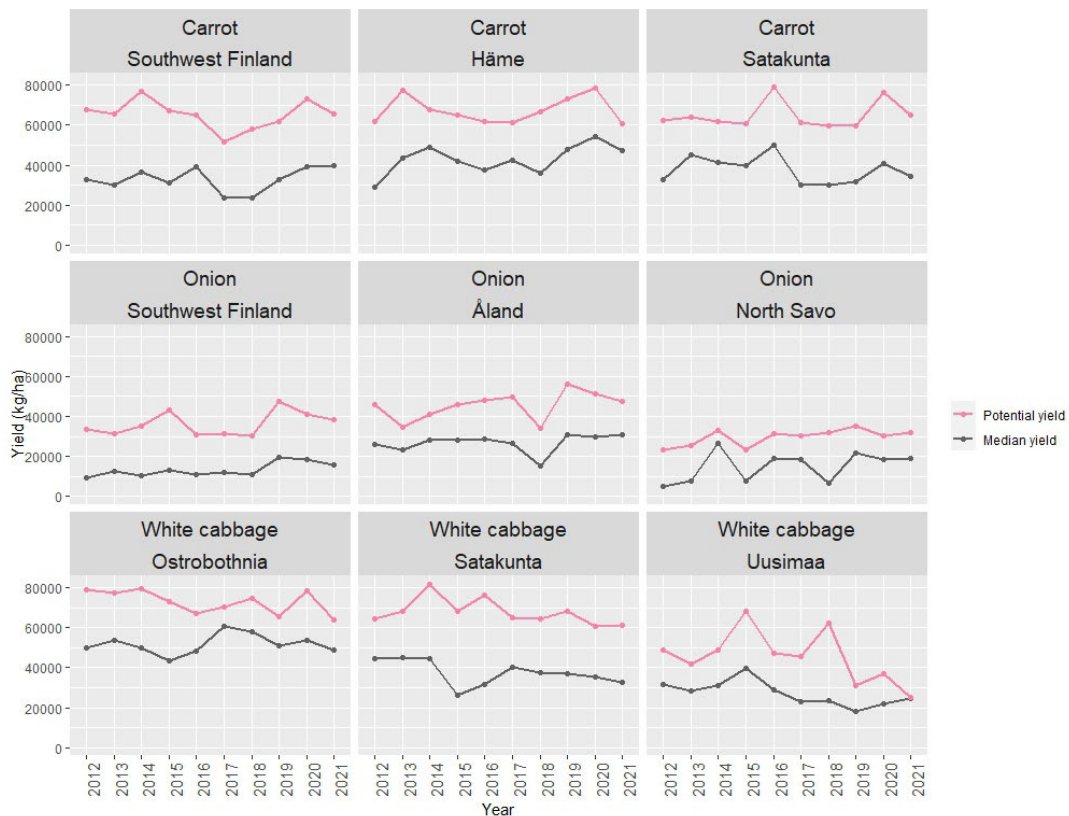 Carrot
Southwest Finland
Carrot
Häme
Carrot
Satakunta
80000
60000
40000
20000
0
Onion
Southwest Finland
Onion
Åland
Onion
North Savo
80000
60000
40000
20000
0
Yield (kg/ha)
Potential yield
Median yield
White cabbage
Ostrobothnia
White cabbage
Satakunta
White cabbage
Uusimaa
80000
60000
40000
20000
0
2012 2013 2014 2015 2016 2017 2018 2019 2020 2021
2012 2013 2014 2015 2016 2017 2018 2019 2020 2021
2012 2013 2014 2015 2016 2017 2018 2019 2020 2021
Year